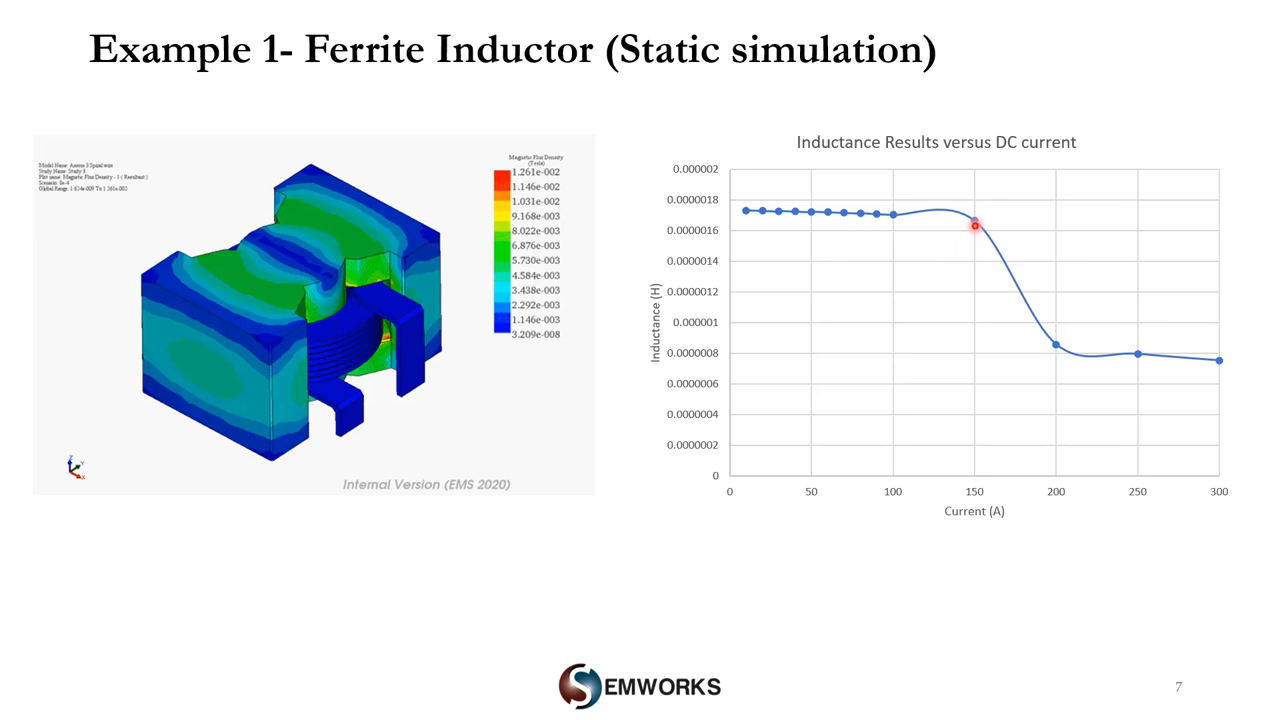 Example 1- Ferrite Inductor (Static simulation)
Study Name: Study 3
Magnetic Flux Density
(Tesla)
1.261e-002
1.146e-002
1.031e-002
9.168e-003
8.022e-003
6.876e-003
5.730e-003
4.584e-003
3.438e-003
2.292e-003
1.146e-003
3.209e-008
Z
Y
X
Internal Version (EMS 2020)
Inductance Results versus DC current
Inductance (H)
0.000002
0.0000018
0.0000016
0.0000014
0.0000012
0.000001
0.0000008
0.0000006
0.0000004
0.0000002
0
0 50 100 150 200 250 300
Current (A)
EMWORKS
7